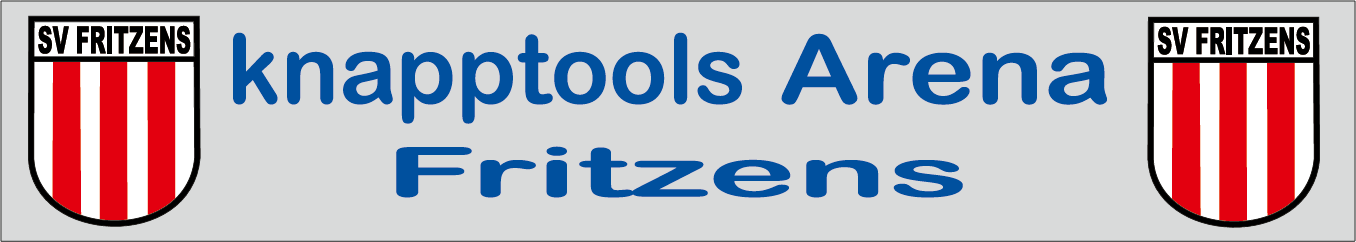 SV FRITZENS
knapptools Arena
Fritzens
SV FRITZENS